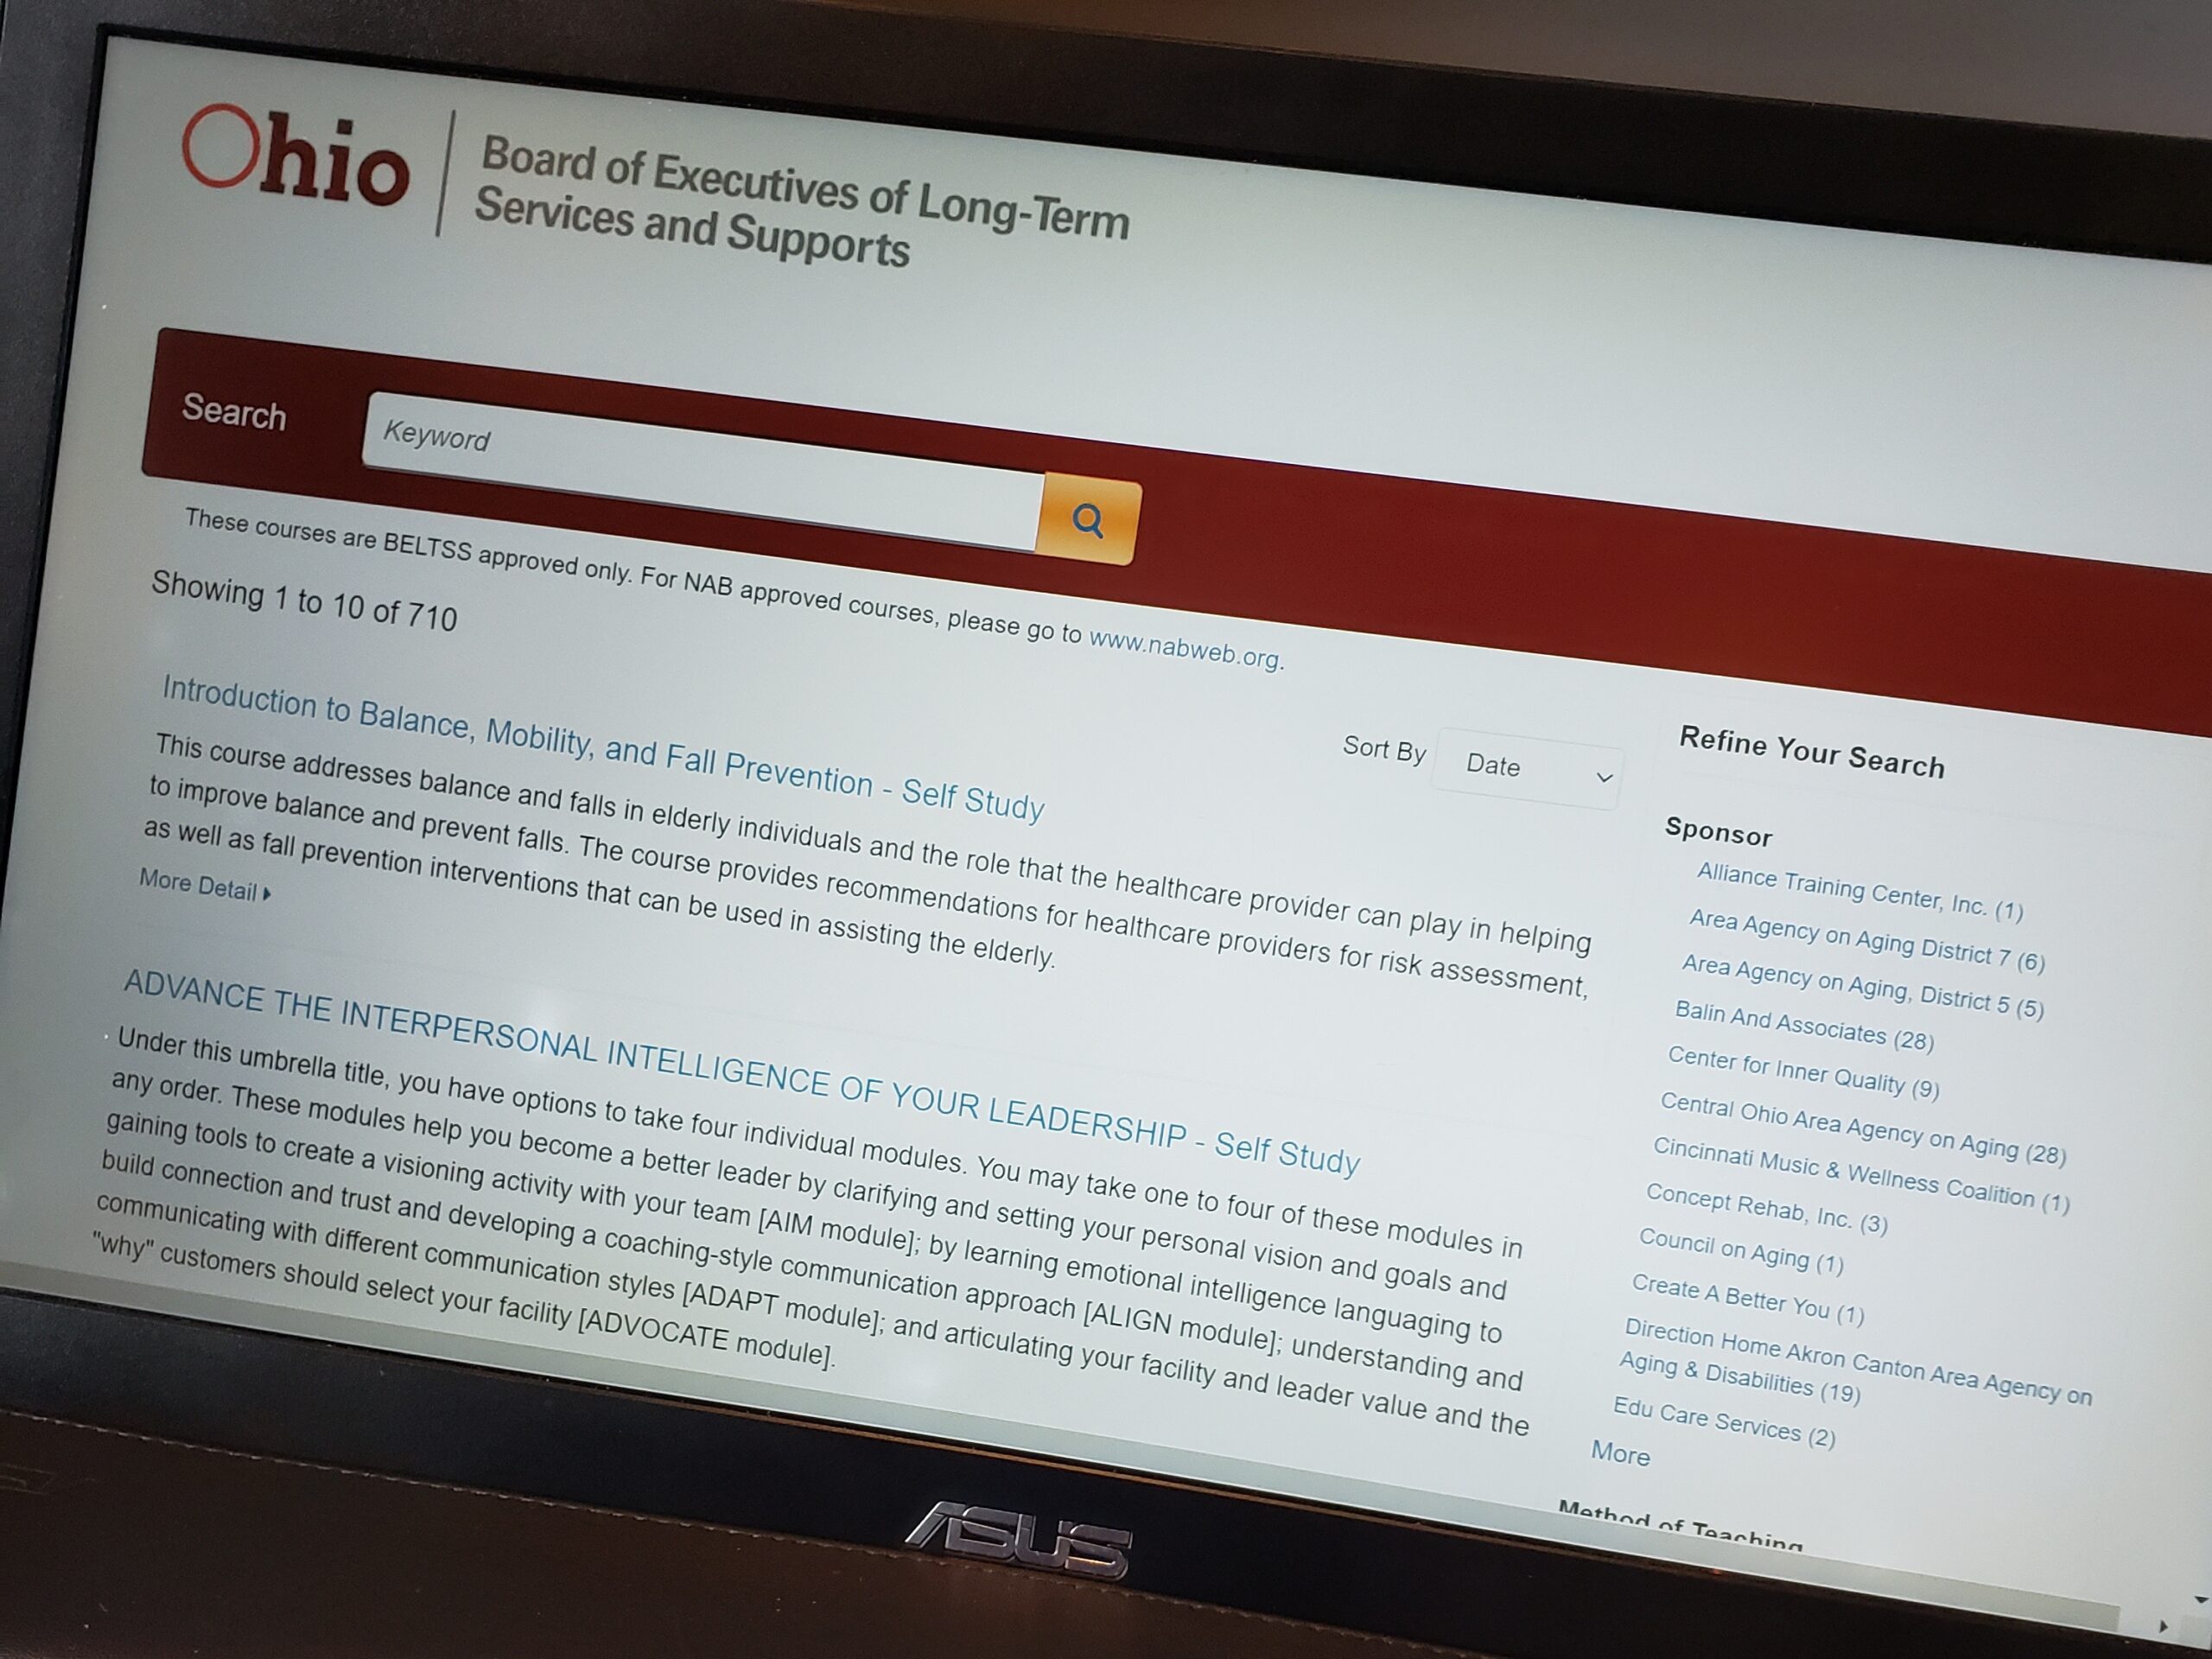 Ohio
Board of Executives of Long-Term
Services and Supports
Search
Keyword
These courses are BELTSS approved only. For NAB approved courses, please go to www.nabweb.org.
Showing 1 to 10 of 710
Sort By Date
Introduction to Balance, Mobility, and Fall Prevention - Self Study
This course addresses balance and falls in elderly individuals and the role that the healthcare provider can play in helping
to improve balance and prevent falls. The course provides recommendations for healthcare providers for risk assessment,
as well as fall prevention interventions that can be used in assisting the elderly.
More Detail
ADVANCE THE INTERPERSONAL INTELLIGENCE OF YOUR LEADERSHIP - Self Study
Under this umbrella title, you have options to take four individual modules. You may take one to four of these modules in
any order. These modules help you become a better leader by clarifying and setting your personal vision and goals and
gaining tools to create a visioning activity with your team [AIM module]; by learning emotional intelligence languaging to
build connection and trust and developing a coaching-style communication approach [ALIGN module]; understanding and
communicating with different communication styles [ADAPT module]; and articulating your facility and leader value and the
"why" customers should select your facility [ADVOCATE module].
Refine Your Search
Sponsor
Alliance Training Center, Inc. (1)
Area Agency on Aging District 7 (6)
Area Agency on Aging, District 5 (5)
Balin And Associates (28)
Center for Inner Quality (9)
Central Ohio Area Agency on Aging (28)
Cincinnati Music & Wellness Coalition (1)
Concept Rehab, Inc. (3)
Council on Aging (1)
Create A Better You (1)
Direction Home Akron Canton Area Agency on
Aging & Disabilities (19)
Edu Care Services (2)
More
Method of Teaching
ASUS